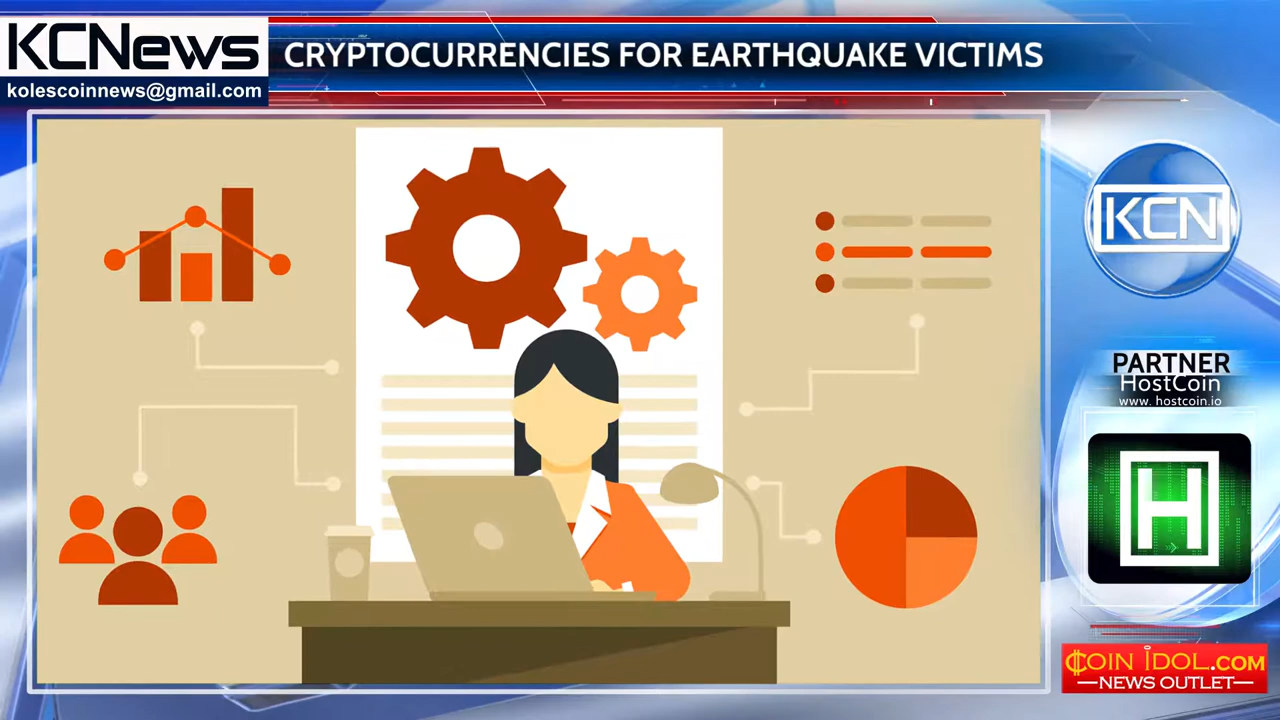 KCNews
kolescoinnews@gmail.com
CRYPTOCURRENCIES FOR EARTHQUAKE VICTIMS
KCN
PARTNER
HostCoin
www. hostcoin.io
H
COIN IDOL.COM
NEWS OUTLET